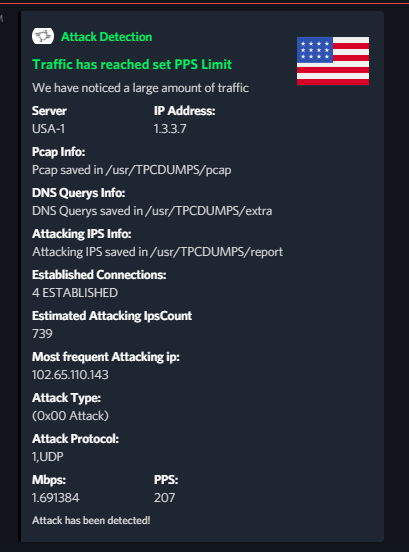 M
Attack Detection
Traffic has reached set PPS Limit
We have noticed a large amount of traffic
Server IP Address:
USA-1 1.3.3.7
Pcap Info:
Pcap saved in /usr/TPCDUMPS/pcap
DNS Querys Info:
DNS Querys saved in /usr/TPCDUMPS/extra
Attacking IPS Info:
Attacking IPS saved in /usr/TPCDUMPS/report
Established Connections:
4 ESTABLISHED
Estimated Attacking IpsCount
739
Most frequent Attacking ip:
102.65.110.143
Attack Type:
(0x00 Attack)
Attack Protocol:
1,UDP
Mbps: PPS:
1.691384 207
Attack has been detected!